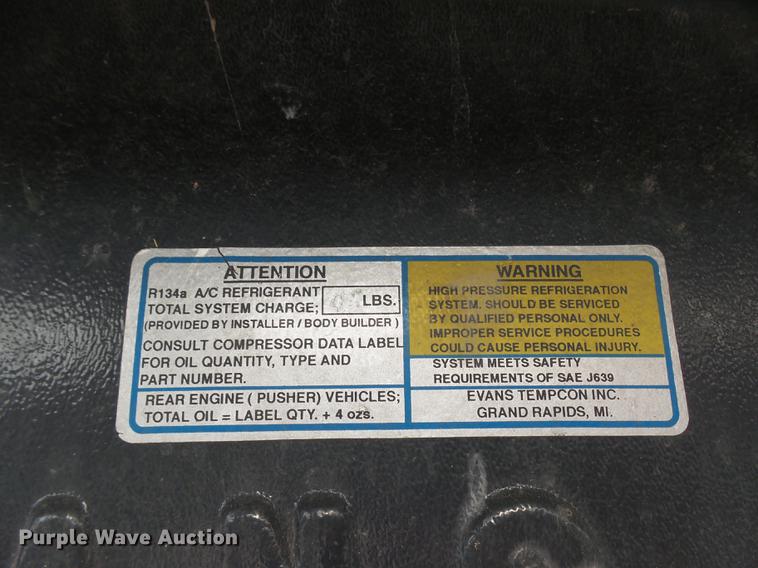 ATTENTION
R134a A/C REFRIGERANT
TOTAL SYSTEM CHARGE; LBS.
(PROVIDED BY INSTALLER / BODY BUILDER )
CONSULT COMPRESSOR DATA LABEL
FOR OIL QUANTITY, TYPE AND
PART NUMBER.
REAR ENGINE ( PUSHER) VEHICLES;
TOTAL OIL = LABEL QTY. + 4 ozs.
WARNING
HIGH PRESSURE REFRIGERATION
SYSTEM. SHOULD BE SERVICED
BY QUALIFIED PERSONAL ONLY.
IMPROPER SERVICE PROCEDURES
COULD CAUSE PERSONAL INJURY.
SYSTEM MEETS SAFETY
REQUIREMENTS OF SAE J639
EVANS TEMPCON INC.
GRAND RAPIDS, MI.
Purple Wave Auction